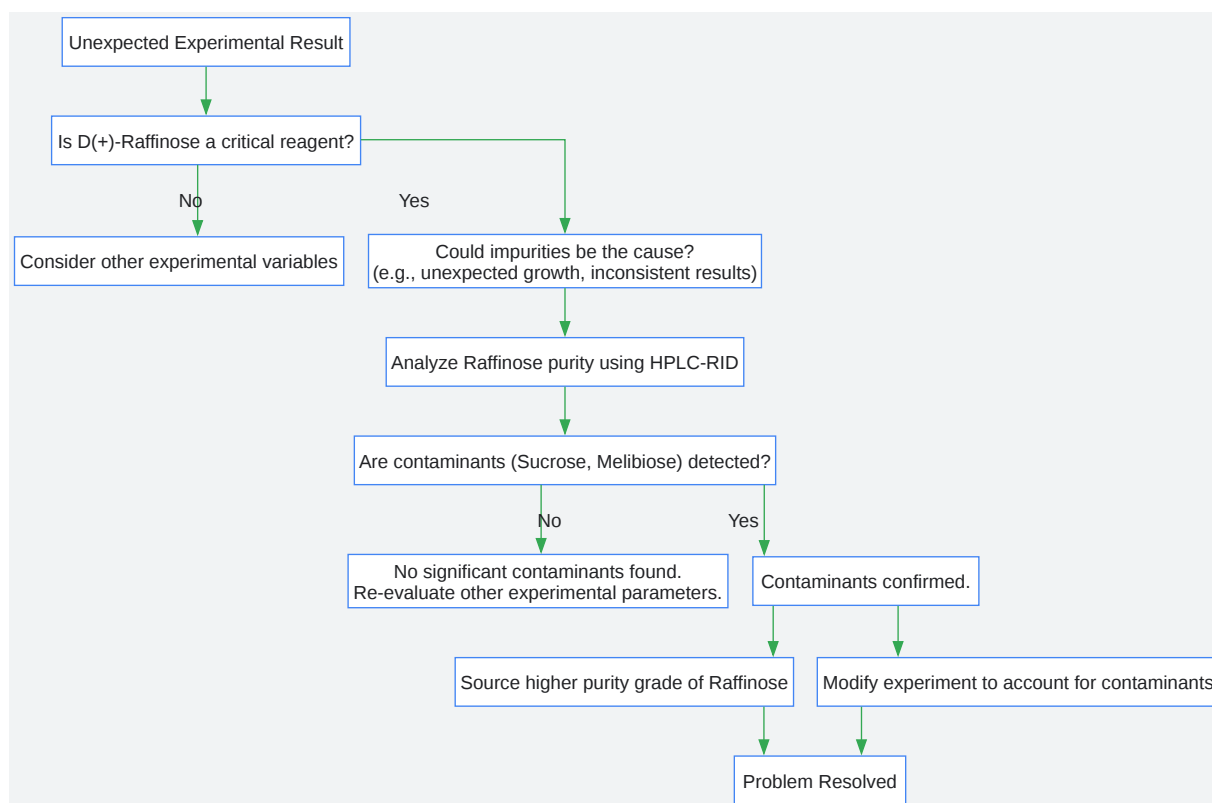 Unexpected Experimental Result
Is D(+)-Raffinose a critical reagent?
No
Yes
Consider other experimental variables
Could impurities be the cause?
(e.g., unexpected growth, inconsistent results)
Analyze Raffinose purity using HPLC-RID
Are contaminants (Sucrose, Melibiose) detected?
No
Yes
No significant contaminants found.
Re-evaluate other experimental parameters.
Contaminants confirmed.
Source higher purity grade of Raffinose
Modify experiment to account for contaminants
Problem Resolved